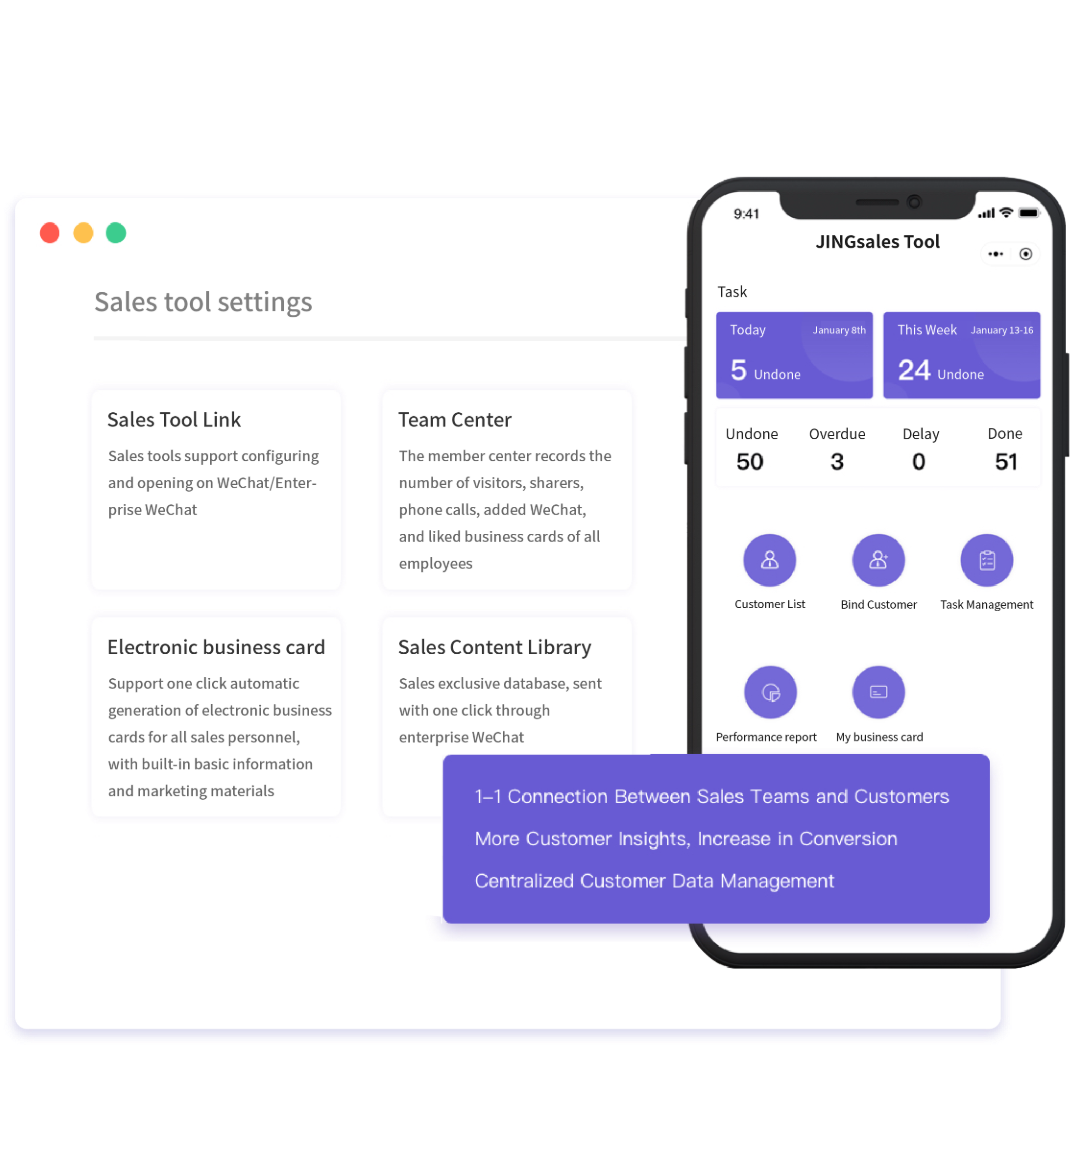 Sales tool settings
Sales Tool Link
Sales tools support configuring
and opening on WeChat/Enter-
prise WeChat
Team Center
The member center records the
number of visitors, sharers,
phone calls, added WeChat,
and liked business cards of all
employees
Electronic business card
Support one click automatic
generation of electronic business
cards for all sales personnel,
with built-in basic information
and marketing materials
Sales Content Library
Sales exclusive database, sent
with one click through
enterprise WeChat
9:41
JINGsales Tool
Task
Today January 8th
5 Undone
This Week January 13-16
24 Undone
Undone Overdue Delay Done
50 3 0 51
Customer List Bind Customer Task Management
Performance report My business card
1–1 Connection Between Sales Teams and Customers
More Customer Insights, Increase in Conversion
Centralized Customer Data Management